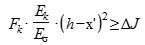 F_k · E_k/E_σ · (h-x')² ≥ ΔJ